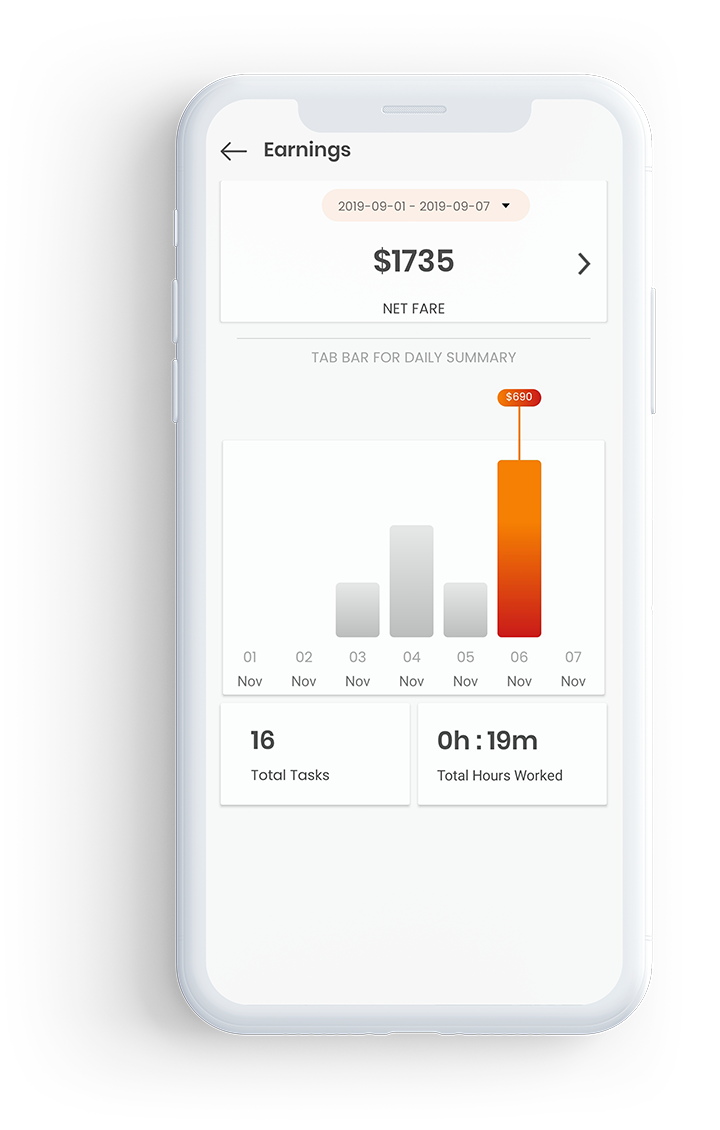 Earnings
2019-09-01 - 2019-09-07
$1735
NET FARE
TAB BAR FOR DAILY SUMMARY
$690
01 02 03 04 05 06 07
Nov Nov Nov Nov Nov Nov Nov
16 0h : 19m
Total Tasks Total Hours Worked